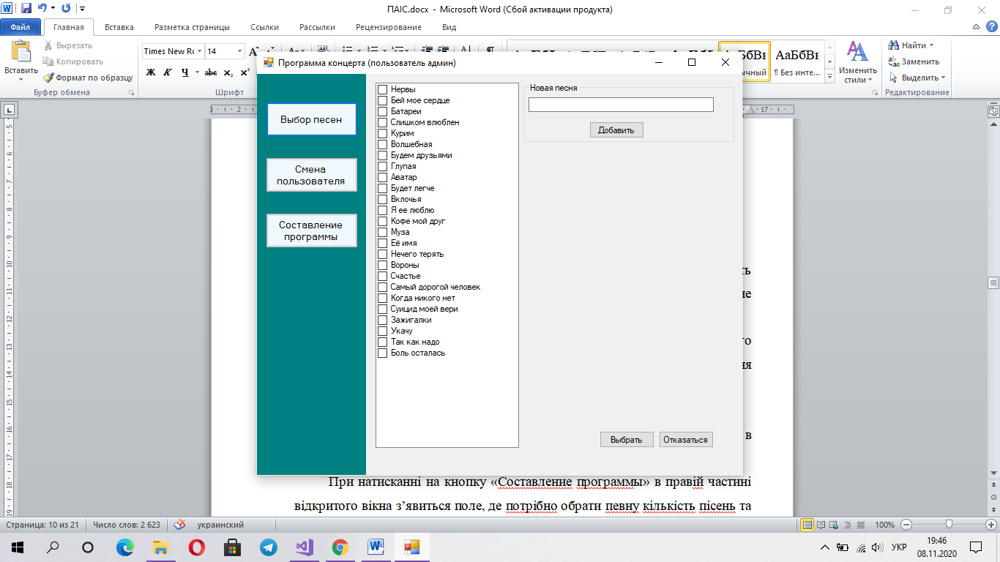 ПАІС.docx - Microsoft Word (Сбой активации продукта)
Файл Главная Вставка Разметка страницы Ссылки Рассылки Рецензирование Вид
Вставить
Вырезать
Копировать
Формат по образцу
Буфер обмена
Times New Ro 14
Ж К Ч abc x₂ x²
Шрифт
АаБбВв
¶ Без инте...
Изменить стили
Найти
Заменить
Выделить
Редактирование
Программа концерта (пользователь админ)
Выбор песен
Смена
пользователя
Составление
программы
Нервы
Бей мое сердце
Батареи
Слишком влюблен
Курим
Волшебная
Будем друзьями
Глупая
Аватар
Будет легче
Вклочья
Я ее люблю
Кофе мой друг
Муза
Её имя
Нечего терять
Вороны
Счастье
Самый дорогой человек
Когда никого нет
Суицид моей вери
Зажигалки
Укачу
Так как надо
Боль осталась
Новая песня
Добавить
Выбрать Отказаться
в
При натисканні на кнопку «Составление программы» в правій частині
відкритого вікна з’явиться поле, де потрібно обрати певну кількість пісень та
Страница: 10 из 21 Число слов: 2 623 украинский 100%
УКР
19:46
08.11.2020